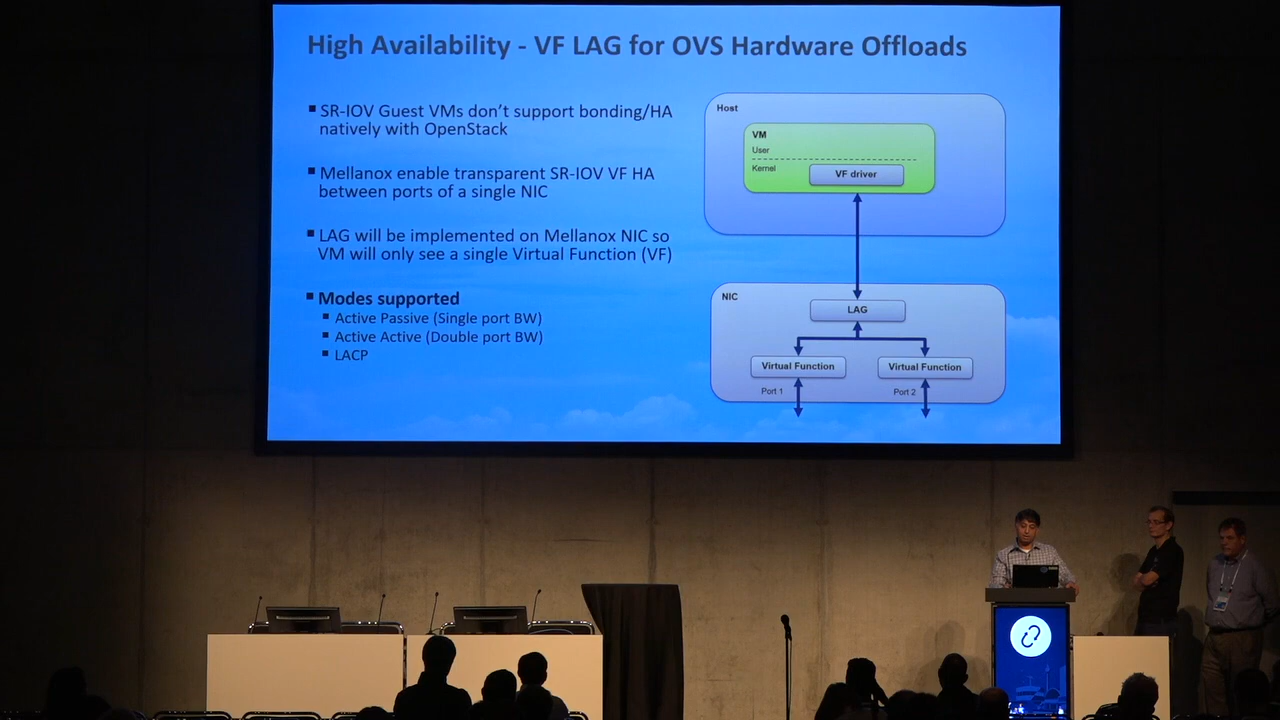 High Availability - VF LAG for OVS Hardware Offloads
▪ SR-IOV Guest VMs don't support bonding/HA
natively with OpenStack
▪ Mellanox enable transparent SR-IOV VF HA
between ports of a single NIC
▪ LAG will be implemented on Mellanox NIC so
VM will only see a single Virtual Function (VF)
▪ Modes supported
▪ Active Passive (Single port BW)
▪ Active Active (Double port BW)
▪ LACP
Host
VM
User
Kernel
VF driver
NIC
LAG
Virtual Function
Virtual Function
Port 1
Port 2